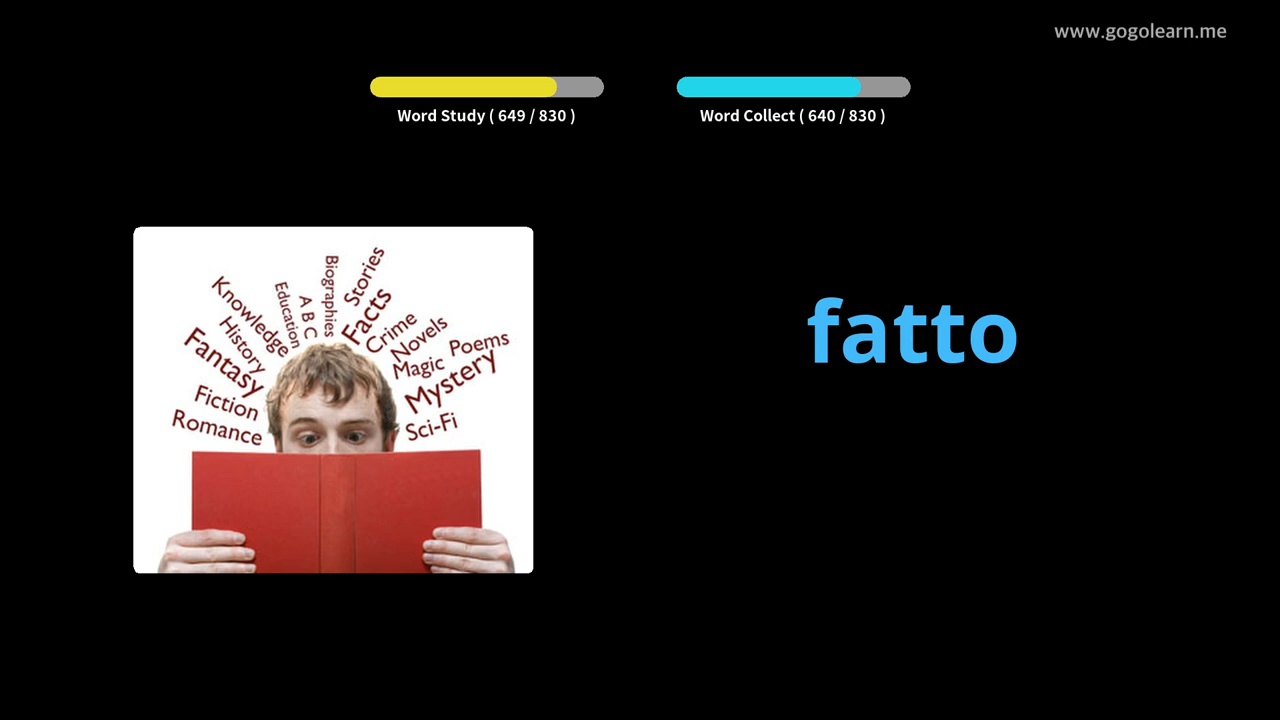 www.gogolearn.me
Word Study ( 649 / 830 )
Word Collect ( 640 / 830 )
Biographies
Stories
Education
A B C
Facts
Knowledge
Crime
History
Novels
Poems
Fantasy
Magic
Mystery
Fiction
Romance
Sci-Fi
fatto